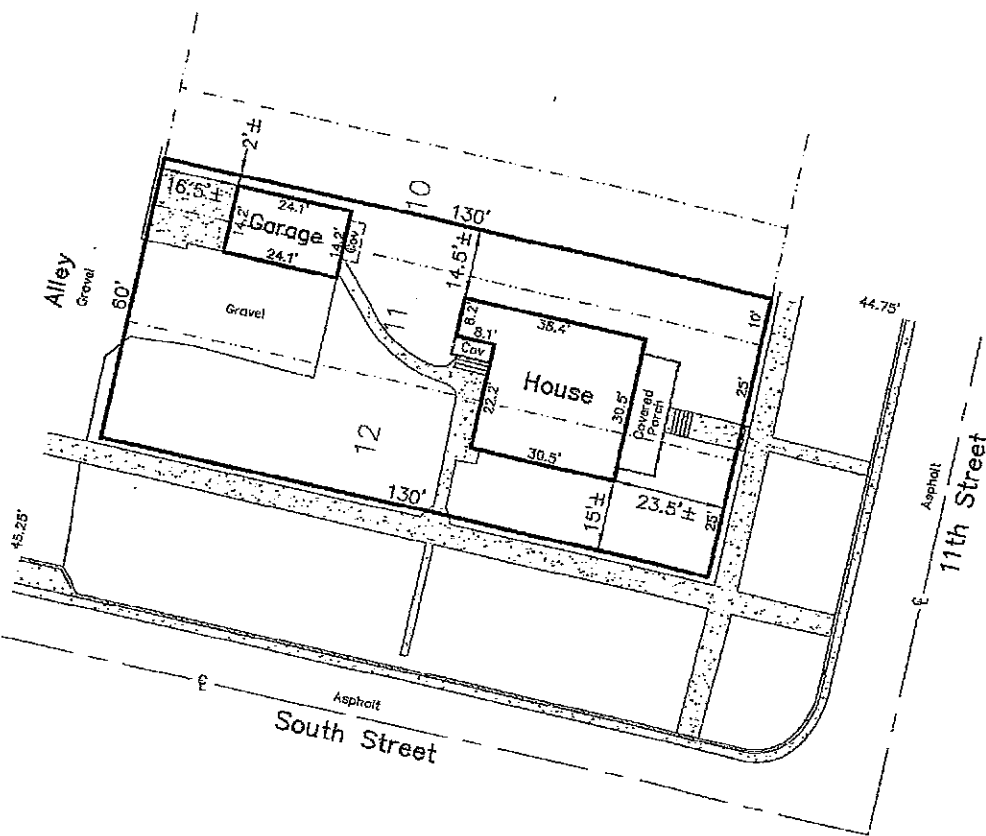 2'±
16.5'±
24.1'
14.2'
Garage
14.2'
Cov
24.1'
10
130'
14.5'±
Alley
Gravel
60'
Gravel
11
8.2'
8.1'
Cov
38.4'
House
22.2'
30.5'
30.5'
Covered
Porch
10'
25'
44.75'
12
130'
15'±
23.5'±
25'
45.25'
Asphalt
11th Street
℄
℄
Asphalt
South Street